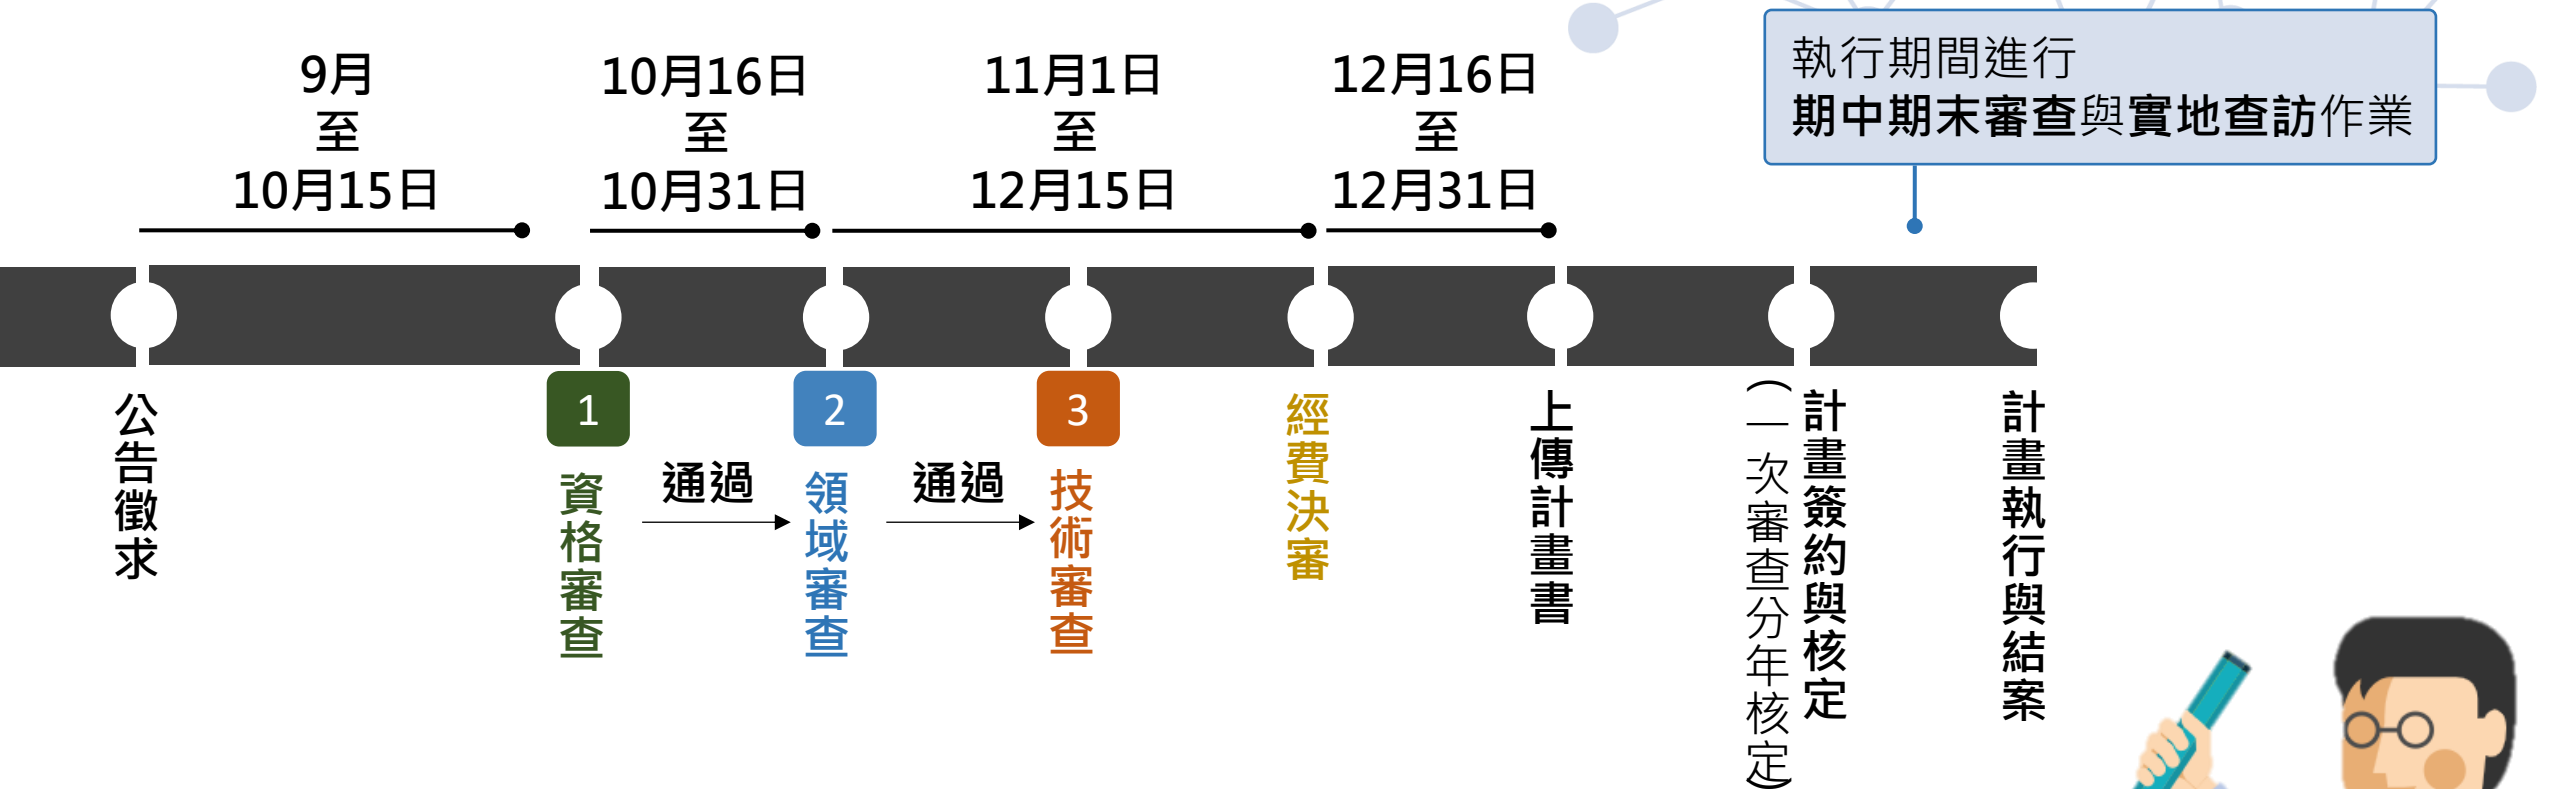 9月
至
10月15日
10月16日
至
10月31日
11月1日
至
12月15日
12月16日
至
12月31日
執行期間進行
期中期末審查與實地查訪作業
公告徵求
1
資格審查
通過
2
領域審查
通過
3
技術審查
經費決審
上傳計畫書
計畫簽約與核定
(一次審查分年核定)
計畫執行與結案